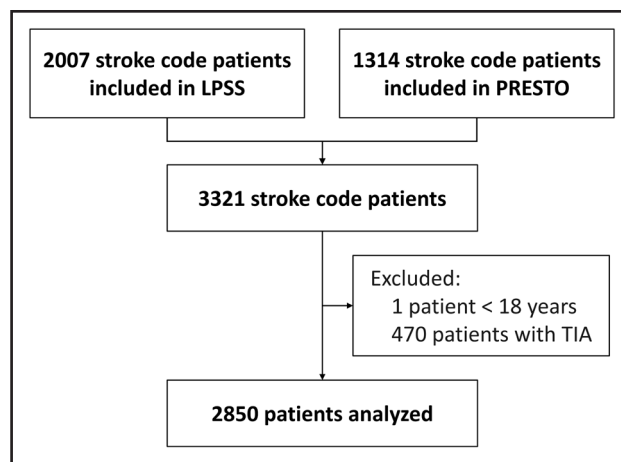 2007 stroke code patients
included in LPSS
1314 stroke code patients
included in PRESTO
3321 stroke code patients
Excluded:
1 patient < 18 years
470 patients with TIA
2850 patients analyzed